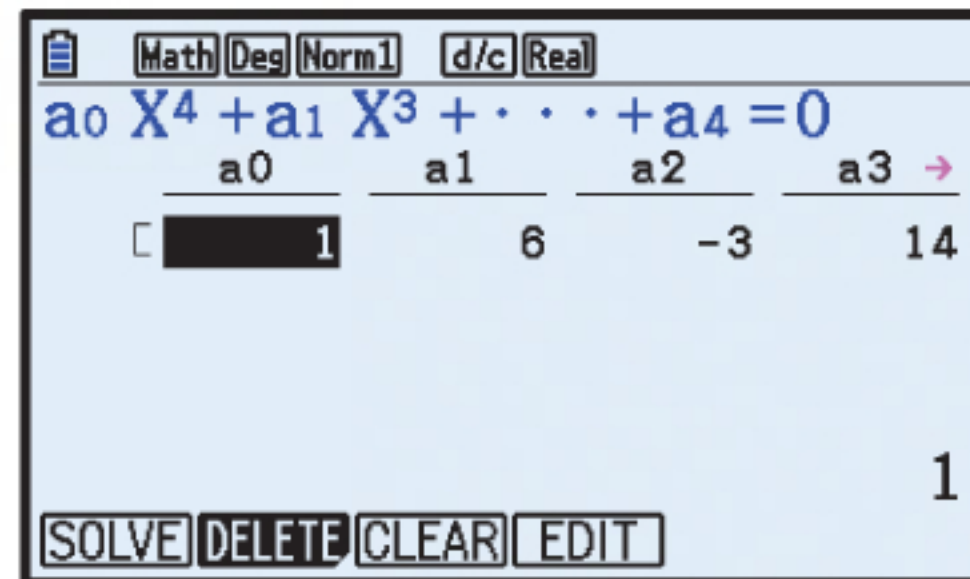 Math Deg Norm1 d/c Real
a₀ X⁴ + a₁ X³ + · · · + a₄ = 0
a0 a1 a2 a3 →
[ 1 6 -3 14
1
SOLVE DELETE CLEAR EDIT